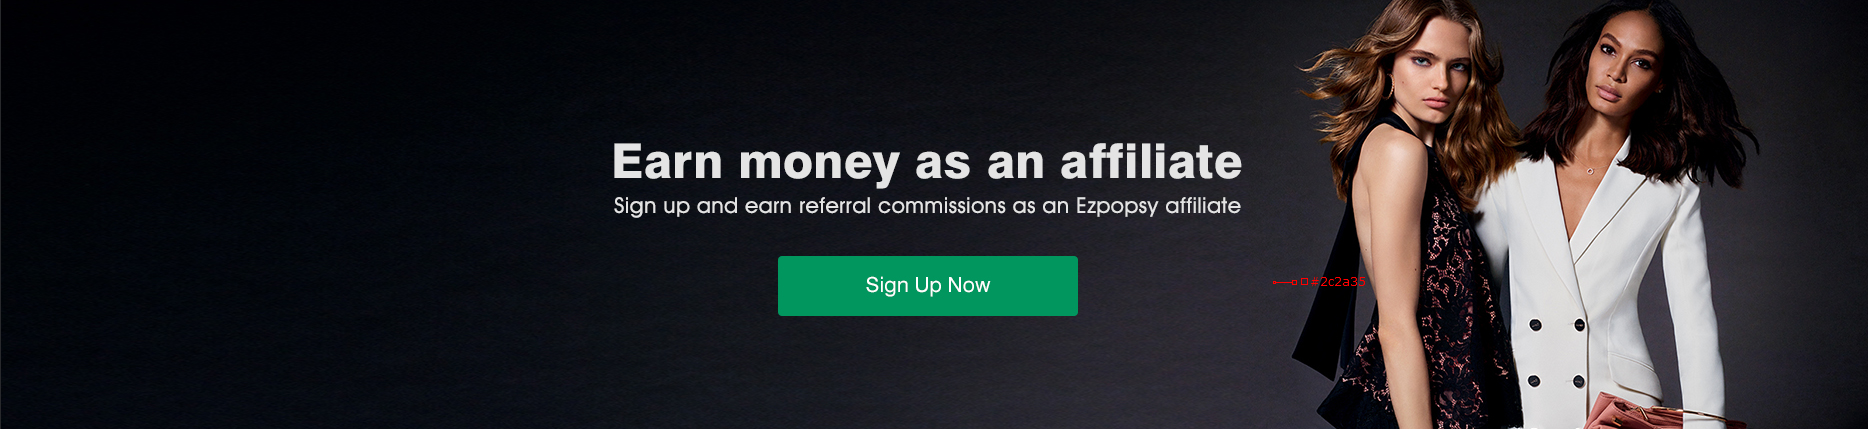 Earn money as an affiliate
Sign up and earn referral commissions as an Ezpopsy affiliate
Sign Up Now
#2c2a35